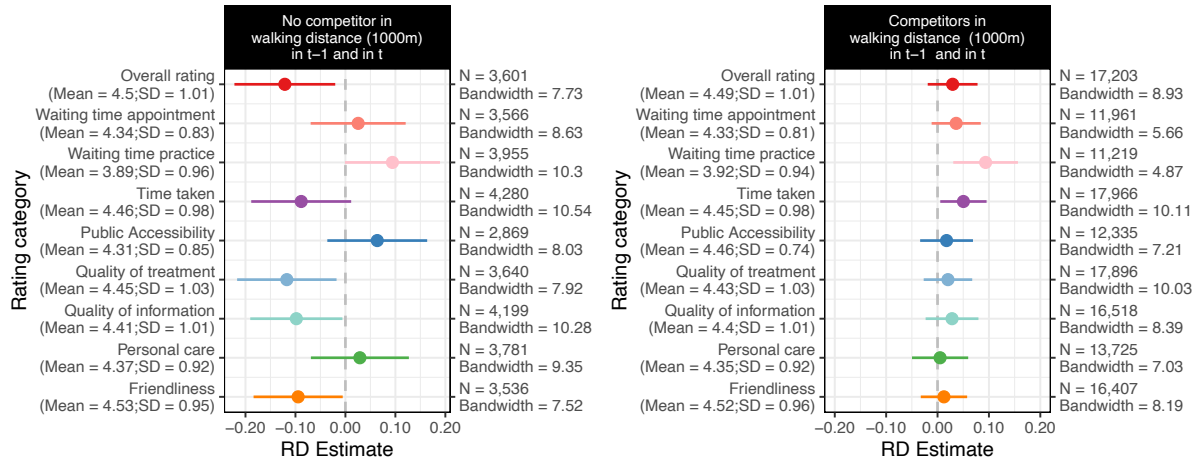 No competitor in
walking distance (1000m)
in t−1 and in t
Rating category
Overall rating
(Mean = 4.5;SD = 1.01)
N = 3,601
Bandwidth = 7.73
Waiting time appointment
(Mean = 4.34;SD = 0.83)
N = 3,566
Bandwidth = 8.63
Waiting time practice
(Mean = 3.89;SD = 0.96)
N = 3,955
Bandwidth = 10.3
Time taken
(Mean = 4.46;SD = 0.98)
N = 4,280
Bandwidth = 10.54
Public Accessibility
(Mean = 4.31;SD = 0.85)
N = 2,869
Bandwidth = 8.03
Quality of treatment
(Mean = 4.45;SD = 1.03)
N = 3,640
Bandwidth = 7.92
Quality of information
(Mean = 4.41;SD = 1.01)
N = 4,199
Bandwidth = 10.28
Personal care
(Mean = 4.37;SD = 0.92)
N = 3,781
Bandwidth = 9.35
Friendliness
(Mean = 4.53;SD = 0.95)
N = 3,536
Bandwidth = 7.52
−0.20 −0.10 0.00 0.10 0.20
RD Estimate
Competitors in
walking distance (1000m)
in t−1 and in t
Rating category
Overall rating
(Mean = 4.49;SD = 1.01)
N = 17,203
Bandwidth = 8.93
Waiting time appointment
(Mean = 4.33;SD = 0.81)
N = 11,961
Bandwidth = 5.66
Waiting time practice
(Mean = 3.92;SD = 0.94)
N = 11,219
Bandwidth = 4.87
Time taken
(Mean = 4.45;SD = 0.98)
N = 17,966
Bandwidth = 10.11
Public Accessibility
(Mean = 4.46;SD = 0.74)
N = 12,335
Bandwidth = 7.21
Quality of treatment
(Mean = 4.43;SD = 1.03)
N = 17,896
Bandwidth = 10.03
Quality of information
(Mean = 4.4;SD = 1.01)
N = 16,518
Bandwidth = 8.39
Personal care
(Mean = 4.35;SD = 0.92)
N = 13,725
Bandwidth = 7.03
Friendliness
(Mean = 4.52;SD = 0.96)
N = 16,407
Bandwidth = 8.19
−0.20 −0.10 0.00 0.10 0.20
RD Estimate